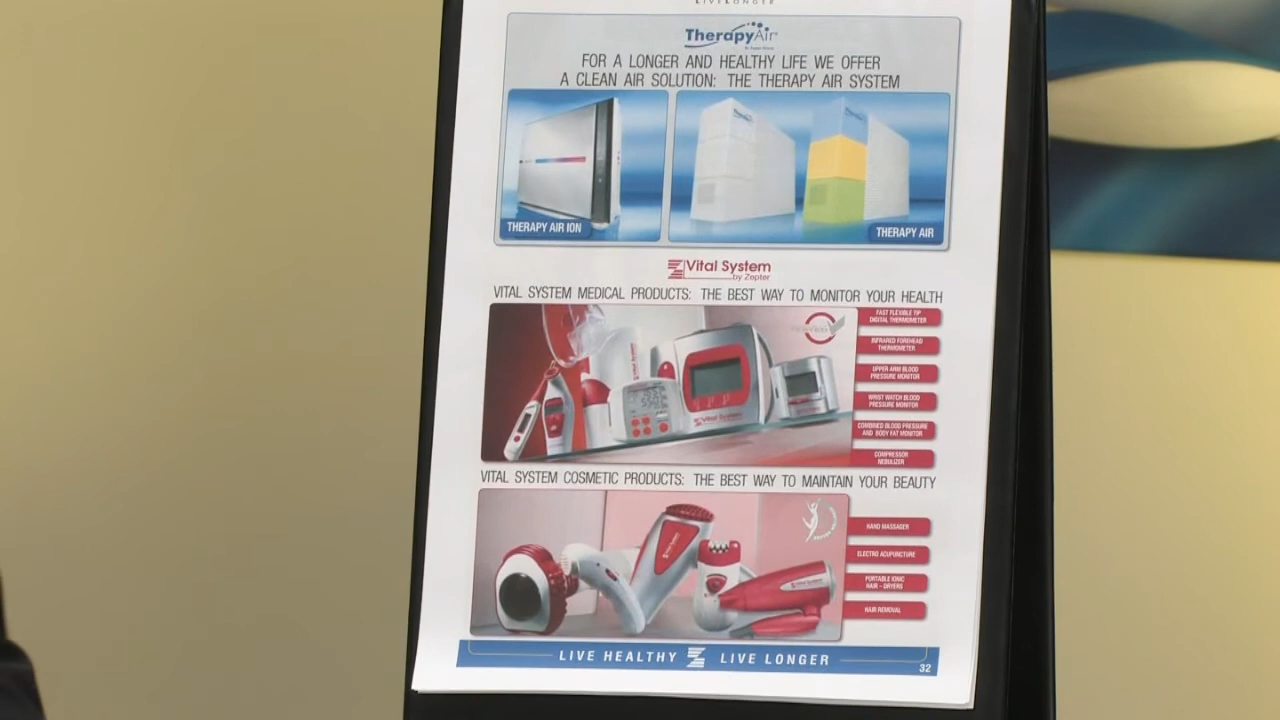 LIVE LONGER
TherapyAir
FOR A LONGER AND HEALTHY LIFE WE OFFER
A CLEAN AIR SOLUTION: THE THERAPY AIR SYSTEM
THERAPY AIR ION
THERAPY AIR
Vital System
by Zepter
VITAL SYSTEM MEDICAL PRODUCTS: THE BEST WAY TO MONITOR YOUR HEALTH
FAST FLEXIBLE TIP
DIGITAL THERMOMETER
INFRARED FOREHEAD
THERMOMETER
UPPER ARM BLOOD
PRESSURE MONITOR
WRIST WATCH BLOOD
PRESSURE MONITOR
COMBINED BLOOD PRESSURE
AND BODY FAT MONITOR
COMPRESSOR
NEBULIZER
Vital System
VITAL SYSTEM COSMETIC PRODUCTS: THE BEST WAY TO MAINTAIN YOUR BEAUTY
HAND MASSAGER
ELECTRO ACUPUNCTURE
PORTABLE IONIC
HAIR - DRYERS
HAIR REMOVAL
Vital System
LIVE HEALTHY LIVE LONGER
32